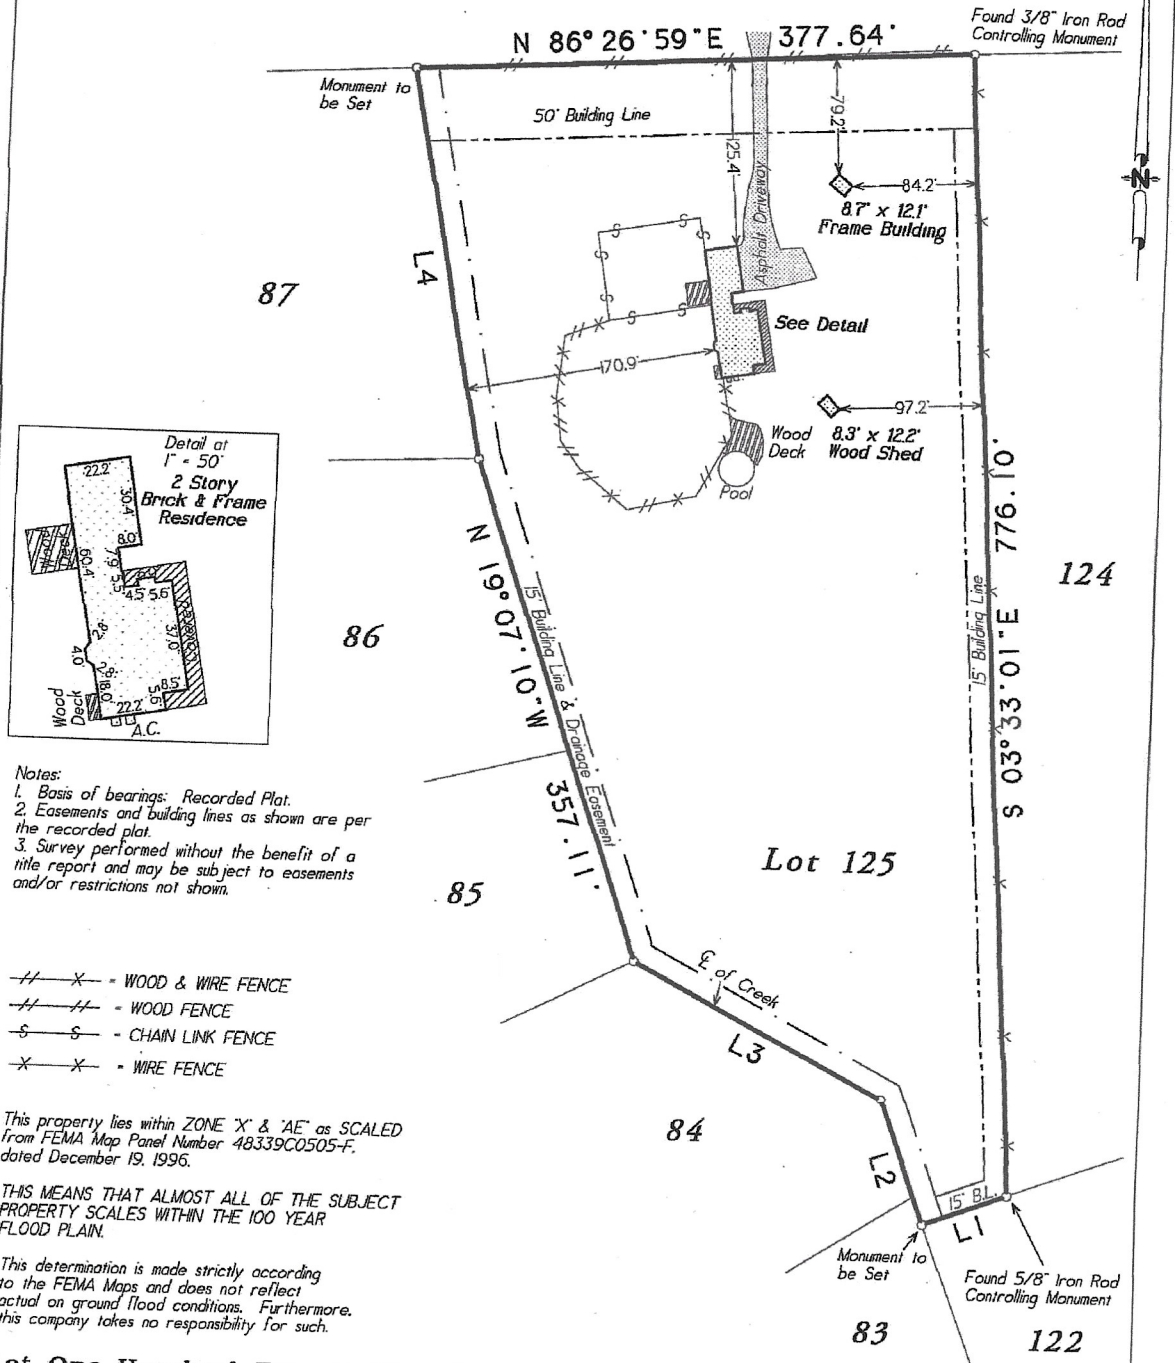 N 86° 26' 59" E 377.64'
Found 3/8" Iron Rod
Controlling Monument
Monument to
be Set
50' Building Line
125.4'
79.2'
84.2'
8.7' x 12.1'
Frame Building
Asphalt Driveway
N
L4
87
See Detail
170.9'
97.2'
8.3' x 12.2'
Wood Shed
Wood
Deck
Pool
Detail at
1" = 50'
2 Story
Brick & Frame
Residence
22.2'
30.4'
8.0'
7.9'
5.5'
4.5'
5.6'
60.4'
37.0'
2.8'
4.0'
2.8'
18.0'
22.2'
5.6'
8.5'
Wood
Deck
A.C.
N 19° 07' 10" W
357.11'
15' Building Line & Drainage Easement
15' Building Line
S 03° 33' 01" E 776.10'
124
86
85
Lot 125
Notes:
1. Basis of bearings: Recorded Plat.
2. Easements and building lines as shown are per
the recorded plat.
3. Survey performed without the benefit of a
title report and may be subject to easements
and/or restrictions not shown.
℄ of Creek
L3
84
L2
15' B.L.
L1
Monument to
be Set
Found 5/8" Iron Rod
Controlling Monument
83
122
-//-X- = WOOD & WIRE FENCE
-//-//- = WOOD FENCE
-S-S- = CHAIN LINK FENCE
-X-X- = WIRE FENCE
This property lies within ZONE "X" & "AE" as SCALED
from FEMA Map Panel Number 48339C0505-F,
dated December 19, 1996.
THIS MEANS THAT ALMOST ALL OF THE SUBJECT
PROPERTY SCALES WITHIN THE 100 YEAR
FLOOD PLAIN.
This determination is made strictly according
to the FEMA Maps and does not reflect
actual on ground flood conditions. Furthermore,
this company takes no responsibility for such.